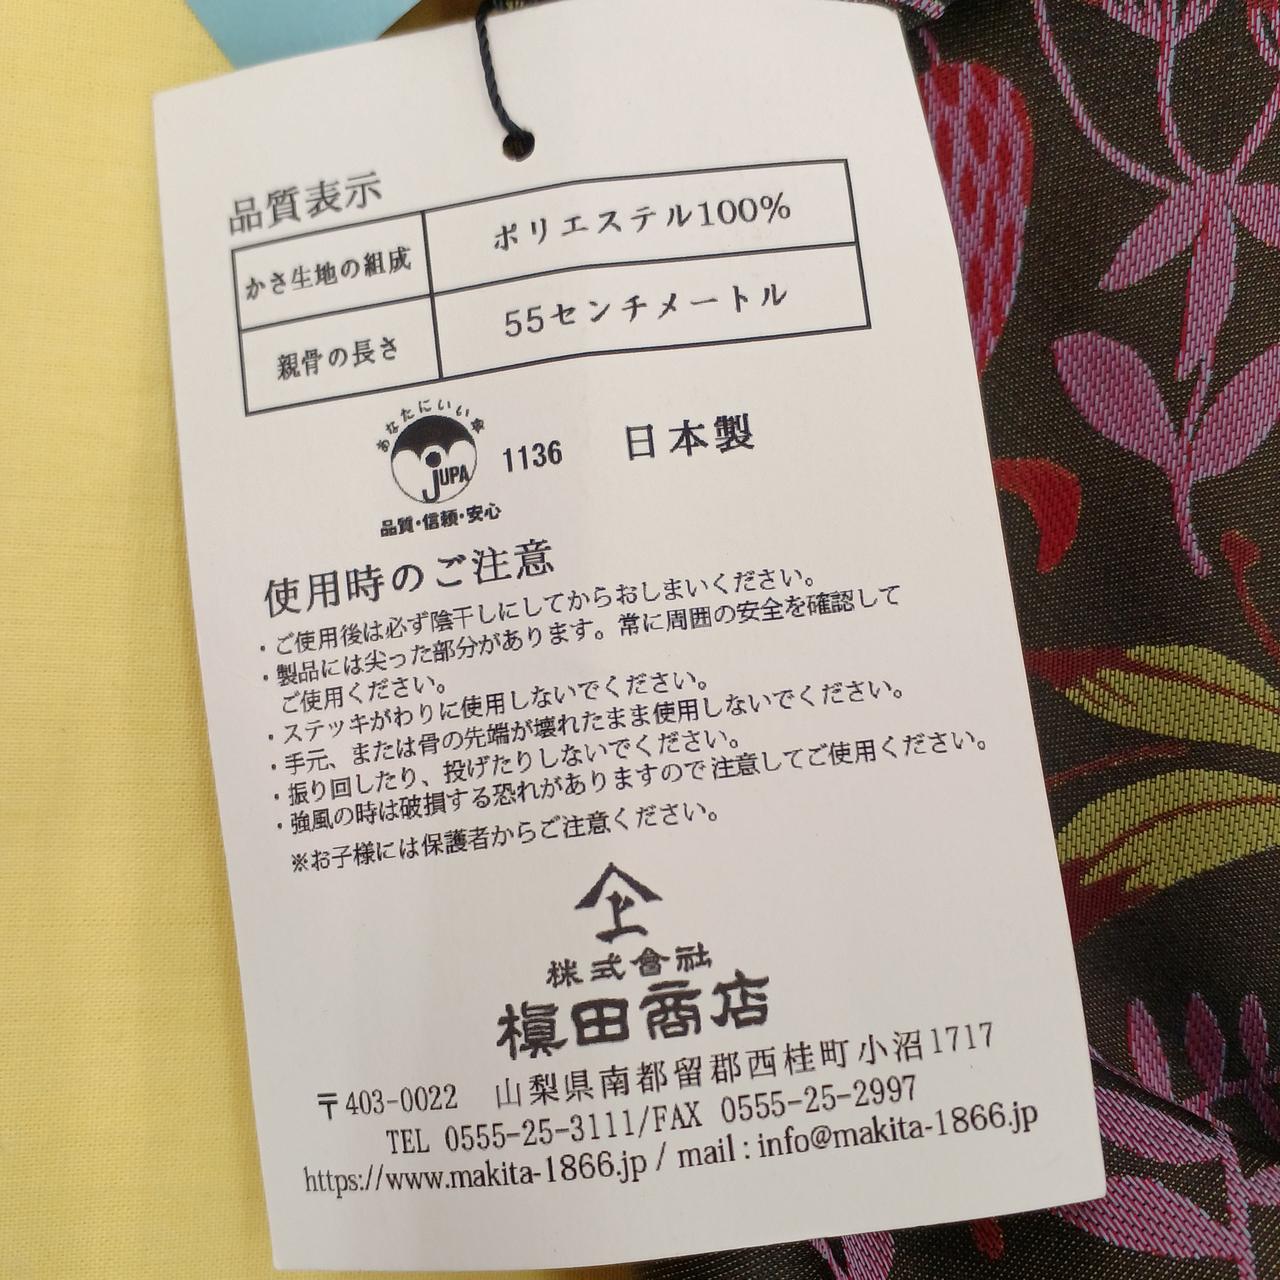 品質表示
かさ生地の組成 ポリエステル100%
親骨の長さ 55センチメートル
あなたにいい傘
JUPA 1136 日本製
品質・信頼・安心
使用時のご注意
・ご使用後は必ず陰干しにしてからおしまいください。
・製品には尖った部分があります。常に周囲の安全を確認して
ご使用ください。
・ステッキがわりに使用しないでください。
・手元、または骨の先端が壊れたまま使用しないでください。
・振り回したり、投げたりしないでください。
・強風の時は破損する恐れがありますので注意してご使用ください。
※お子様には保護者からご注意ください。
上
株式會社
槇田商店
〒403-0022 山梨県南都留郡西桂町小沼1717
TEL 0555-25-3111/FAX 0555-25-2997
https://www.makita-1866.jp / mail : info@makita-1866.jp